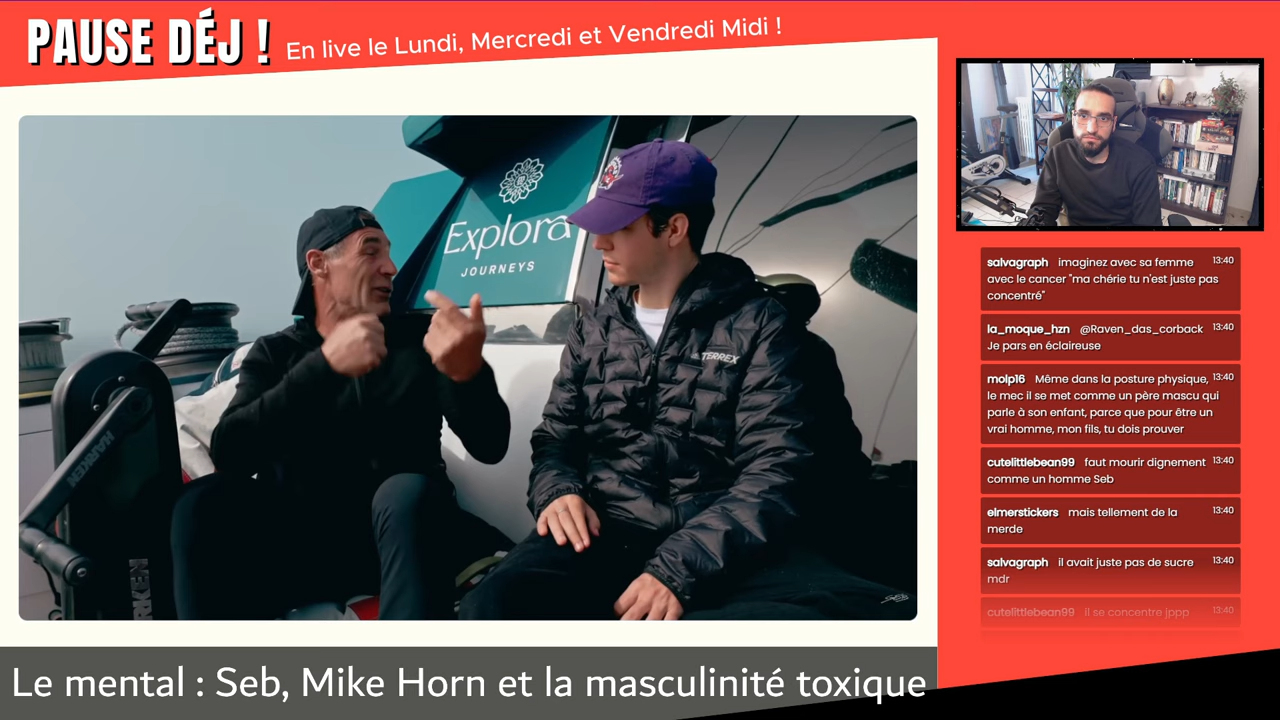 PAUSE DÉJ !
En live le Lundi, Mercredi et Vendredi Midi !
Explora
JOURNEYS
TERREX
HARKEN
salvagraph imaginez avec sa femme 13:40
avec le cancer "ma chérie tu n'est juste pas
concentré"
la_moque_hzn @Raven_das_corback 13:40
Je pars en éclaireuse
molp16 Même dans la posture physique, 13:40
le mec il se met comme un père mascu qui
parle à son enfant, parce que pour être un
vrai homme, mon fils, tu dois prouver
cutelittlebean99 faut mourir dignement 13:40
comme un homme Seb
elmerstickers mais tellement de la 13:40
merde
salvagraph il avait juste pas de sucre 13:40
mdr
cutelittlebean99 il se concentre jppp 13:40
Le mental : Seb, Mike Horn et la masculinité toxique